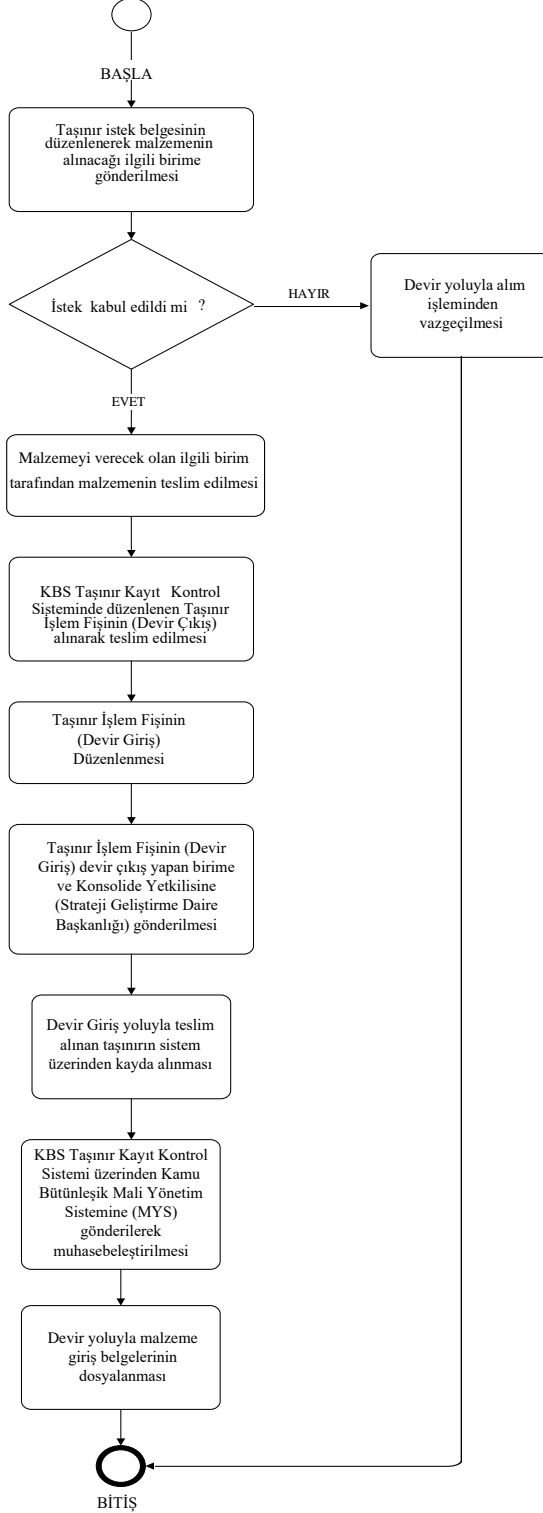 BAŞLA
Taşınır istek belgesinin
düzenlenerek malzemenin
alınacağı ilgili birime
gönderilmesi
İstek kabul edildi mi ?
HAYIR
Devir yoluyla alım
işleminden
vazgeçilmesi
EVET
Malzemeyi verecek olan ilgili birim
tarafından malzemenin teslim edilmesi
KBS Taşınır Kayıt Kontrol
Sisteminde düzenlenen Taşınır
İşlem Fişinin (Devir Çıkış)
alınarak teslim edilmesi
Taşınır İşlem Fişinin
(Devir Giriş)
Düzenlenmesi
Taşınır İşlem Fişinin (Devir
Giriş) devir çıkış yapan birime
ve Konsolide Yetkilisine
(Strateji Geliştirme Daire
Başkanlığı) gönderilmesi
Devir Giriş yoluyla teslim
alınan taşınırın sistem
üzerinden kayda alınması
KBS Taşınır Kayıt Kontrol
Sistemi üzerinden Kamu
Bütünleşik Mali Yönetim
Sistemine (MYS)
gönderilerek
muhasebeleştirilmesi
Devir yoluyla malzeme
giriş belgelerinin
dosyalanması
BİTİŞ